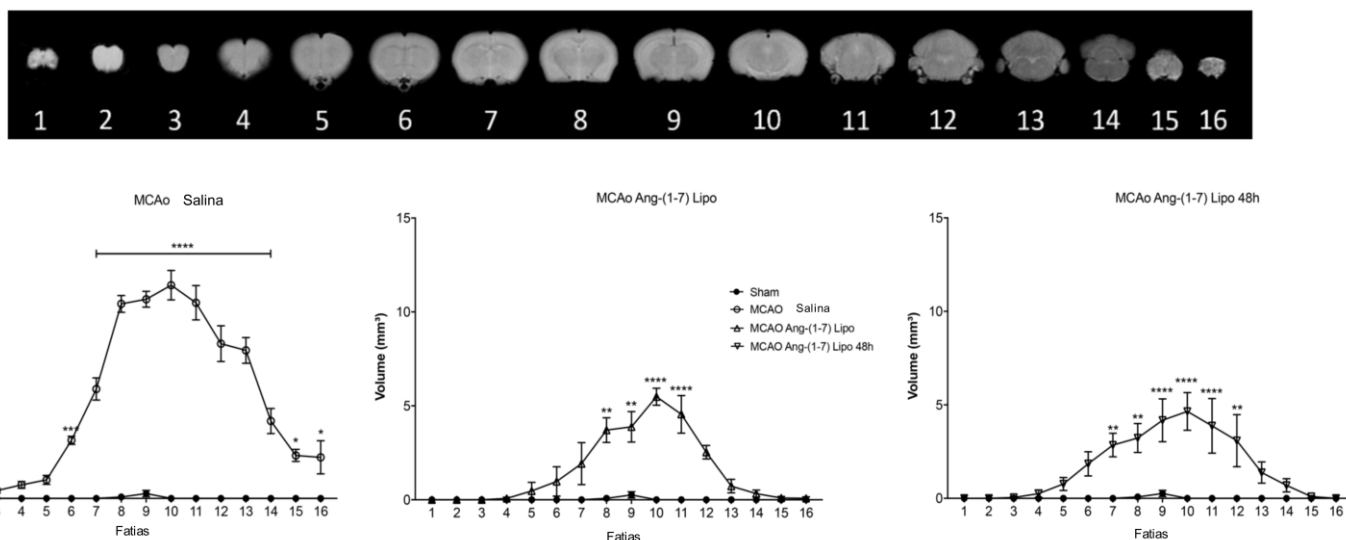 1 2 3 4 5 6 7 8 9 10 11 12 13 14 15 16
MCAo Salina
****
***
*
*
4 5 6 7 8 9 10 11 12 13 14 15 16
Fatias
MCAo Ang-(1-7) Lipo
15
10
5
0
Volume (mm³)
Sham
MCAO Salina
MCAO Ang-(1-7) Lipo
MCAO Ang-(1-7) Lipo 48h
**
**
****
****
1 2 3 4 5 6 7 8 9 10 11 12 13 14 15 16
Fatias
MCAo Ang-(1-7) Lipo 48h
15
10
5
0
Volume (mm³)
**
**
****
****
****
**
1 2 3 4 5 6 7 8 9 10 11 12 13 14 15 16
Fatias